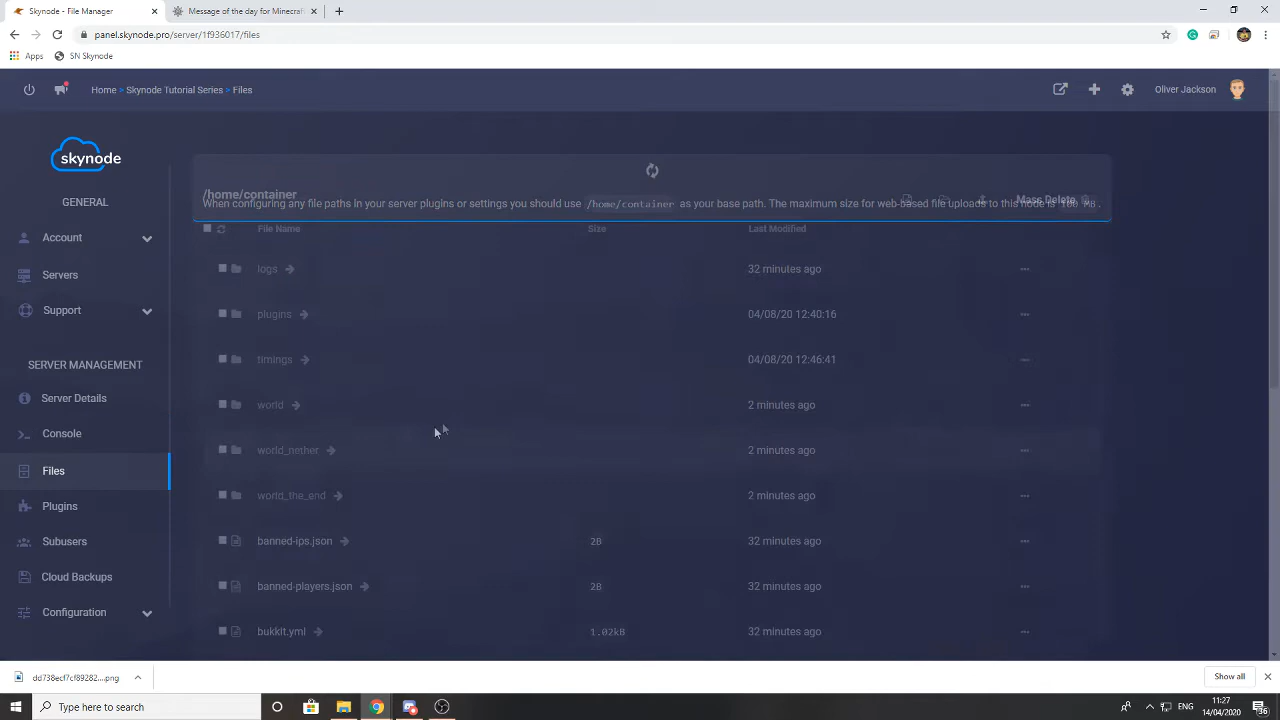 Skynode - File Manager
Message of the day for Minecraft
panel.skynode.pro/server/1f936017/files
Apps
SN Skynode
Home > Skynode Tutorial Series > Files
Oliver Jackson
skynode
GENERAL
Account
Servers
Support
SERVER MANAGEMENT
Server Details
Console
Files
Plugins
Subusers
Cloud Backups
Configuration
/home/container
Mass Delete
When configuring any file paths in your server plugins or settings you should use /home/container as your base path. The maximum size for web-based file uploads to this node is 100 MB.
File Name Size Last Modified
logs 32 minutes ago
plugins 04/08/20 12:40:16
timings 04/08/20 12:46:41
world 2 minutes ago
world_nether 2 minutes ago
world_the_end 2 minutes ago
banned-ips.json 2B 32 minutes ago
banned-players.json 2B 32 minutes ago
bukkit.yml 1.02kB 32 minutes ago
dd738ecf7cf89282....png
Show all
Type here to search
ENG
11:27
14/04/2020
36